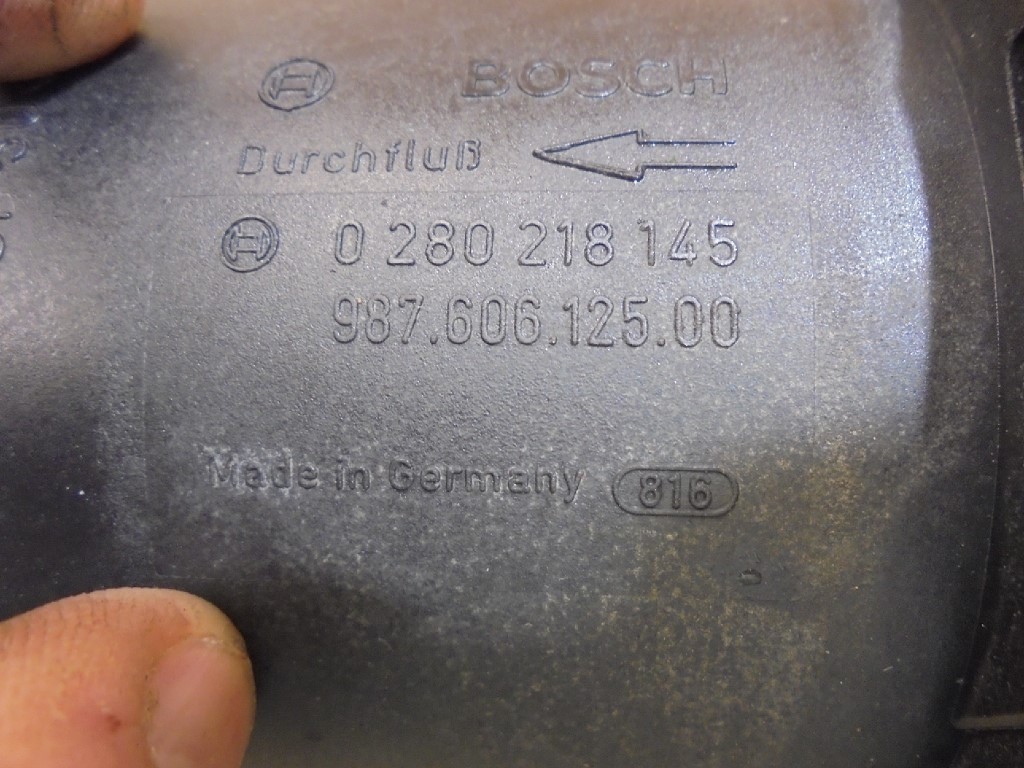 BOSCH
Durchfluß
0 280 218 145
987.606.125.00
Made in Germany 816